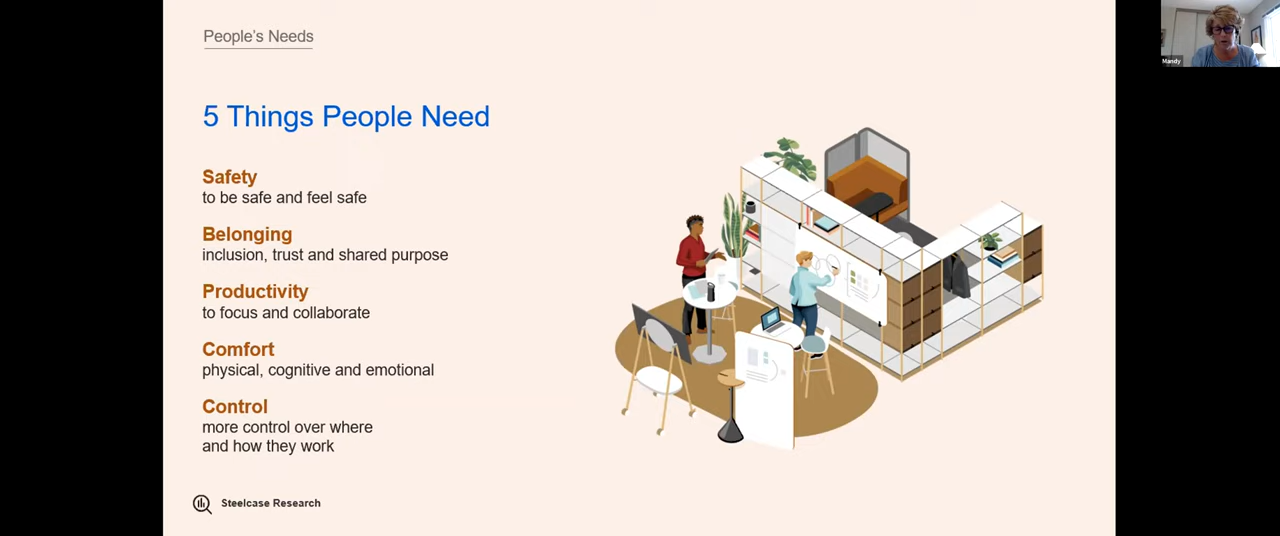 People's Needs
5 Things People Need
Safety
to be safe and feel safe
Belonging
inclusion, trust and shared purpose
Productivity
to focus and collaborate
Comfort
physical, cognitive and emotional
Control
more control over where
and how they work
Steelcase Research
Mandy